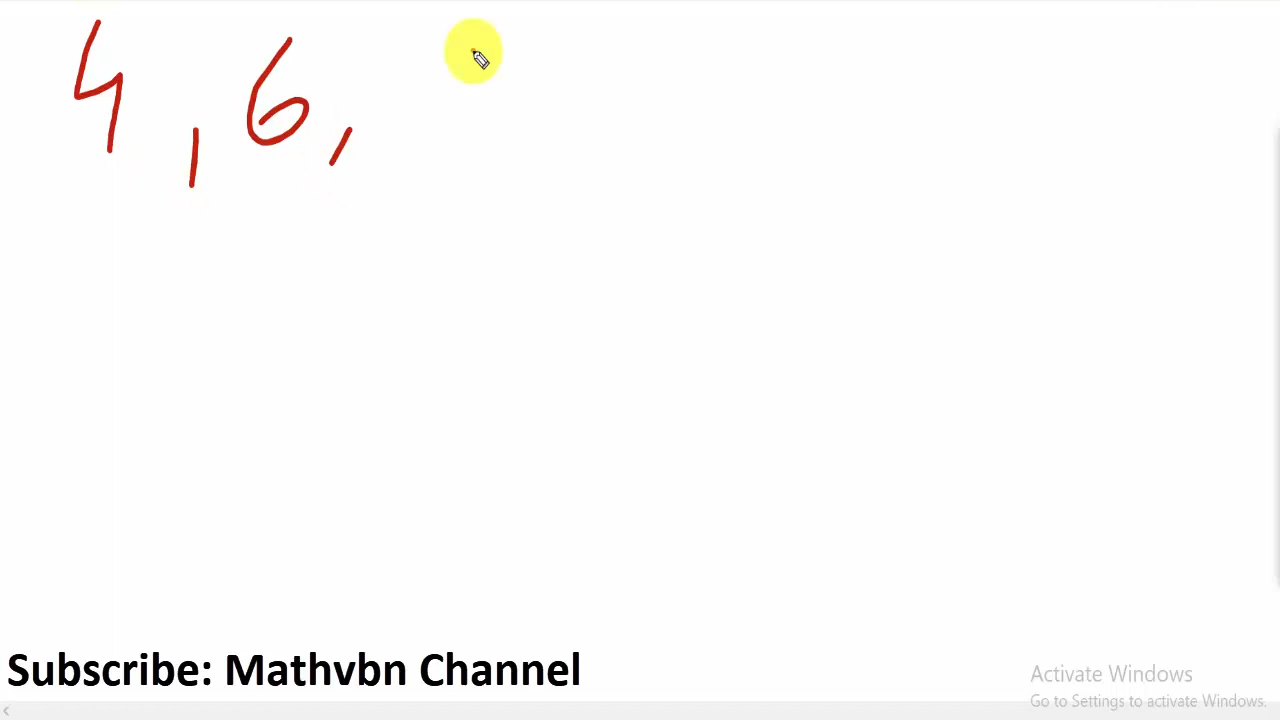 4 , 6 ,
Subscribe: Mathvbn Channel
Activate Windows
Go to Settings to activate Windows.